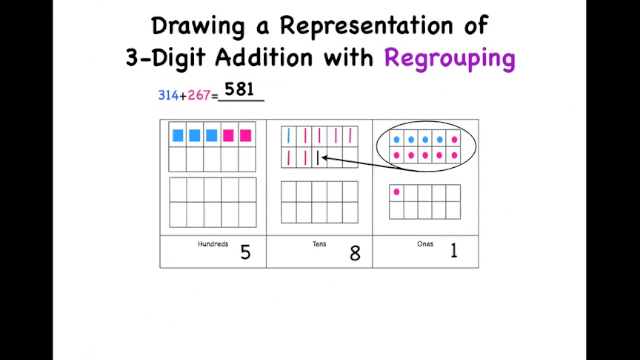 Drawing a Representation of
3-Digit Addition with Regrouping
314+267=581
Hundreds 5 Tens 8 Ones 1